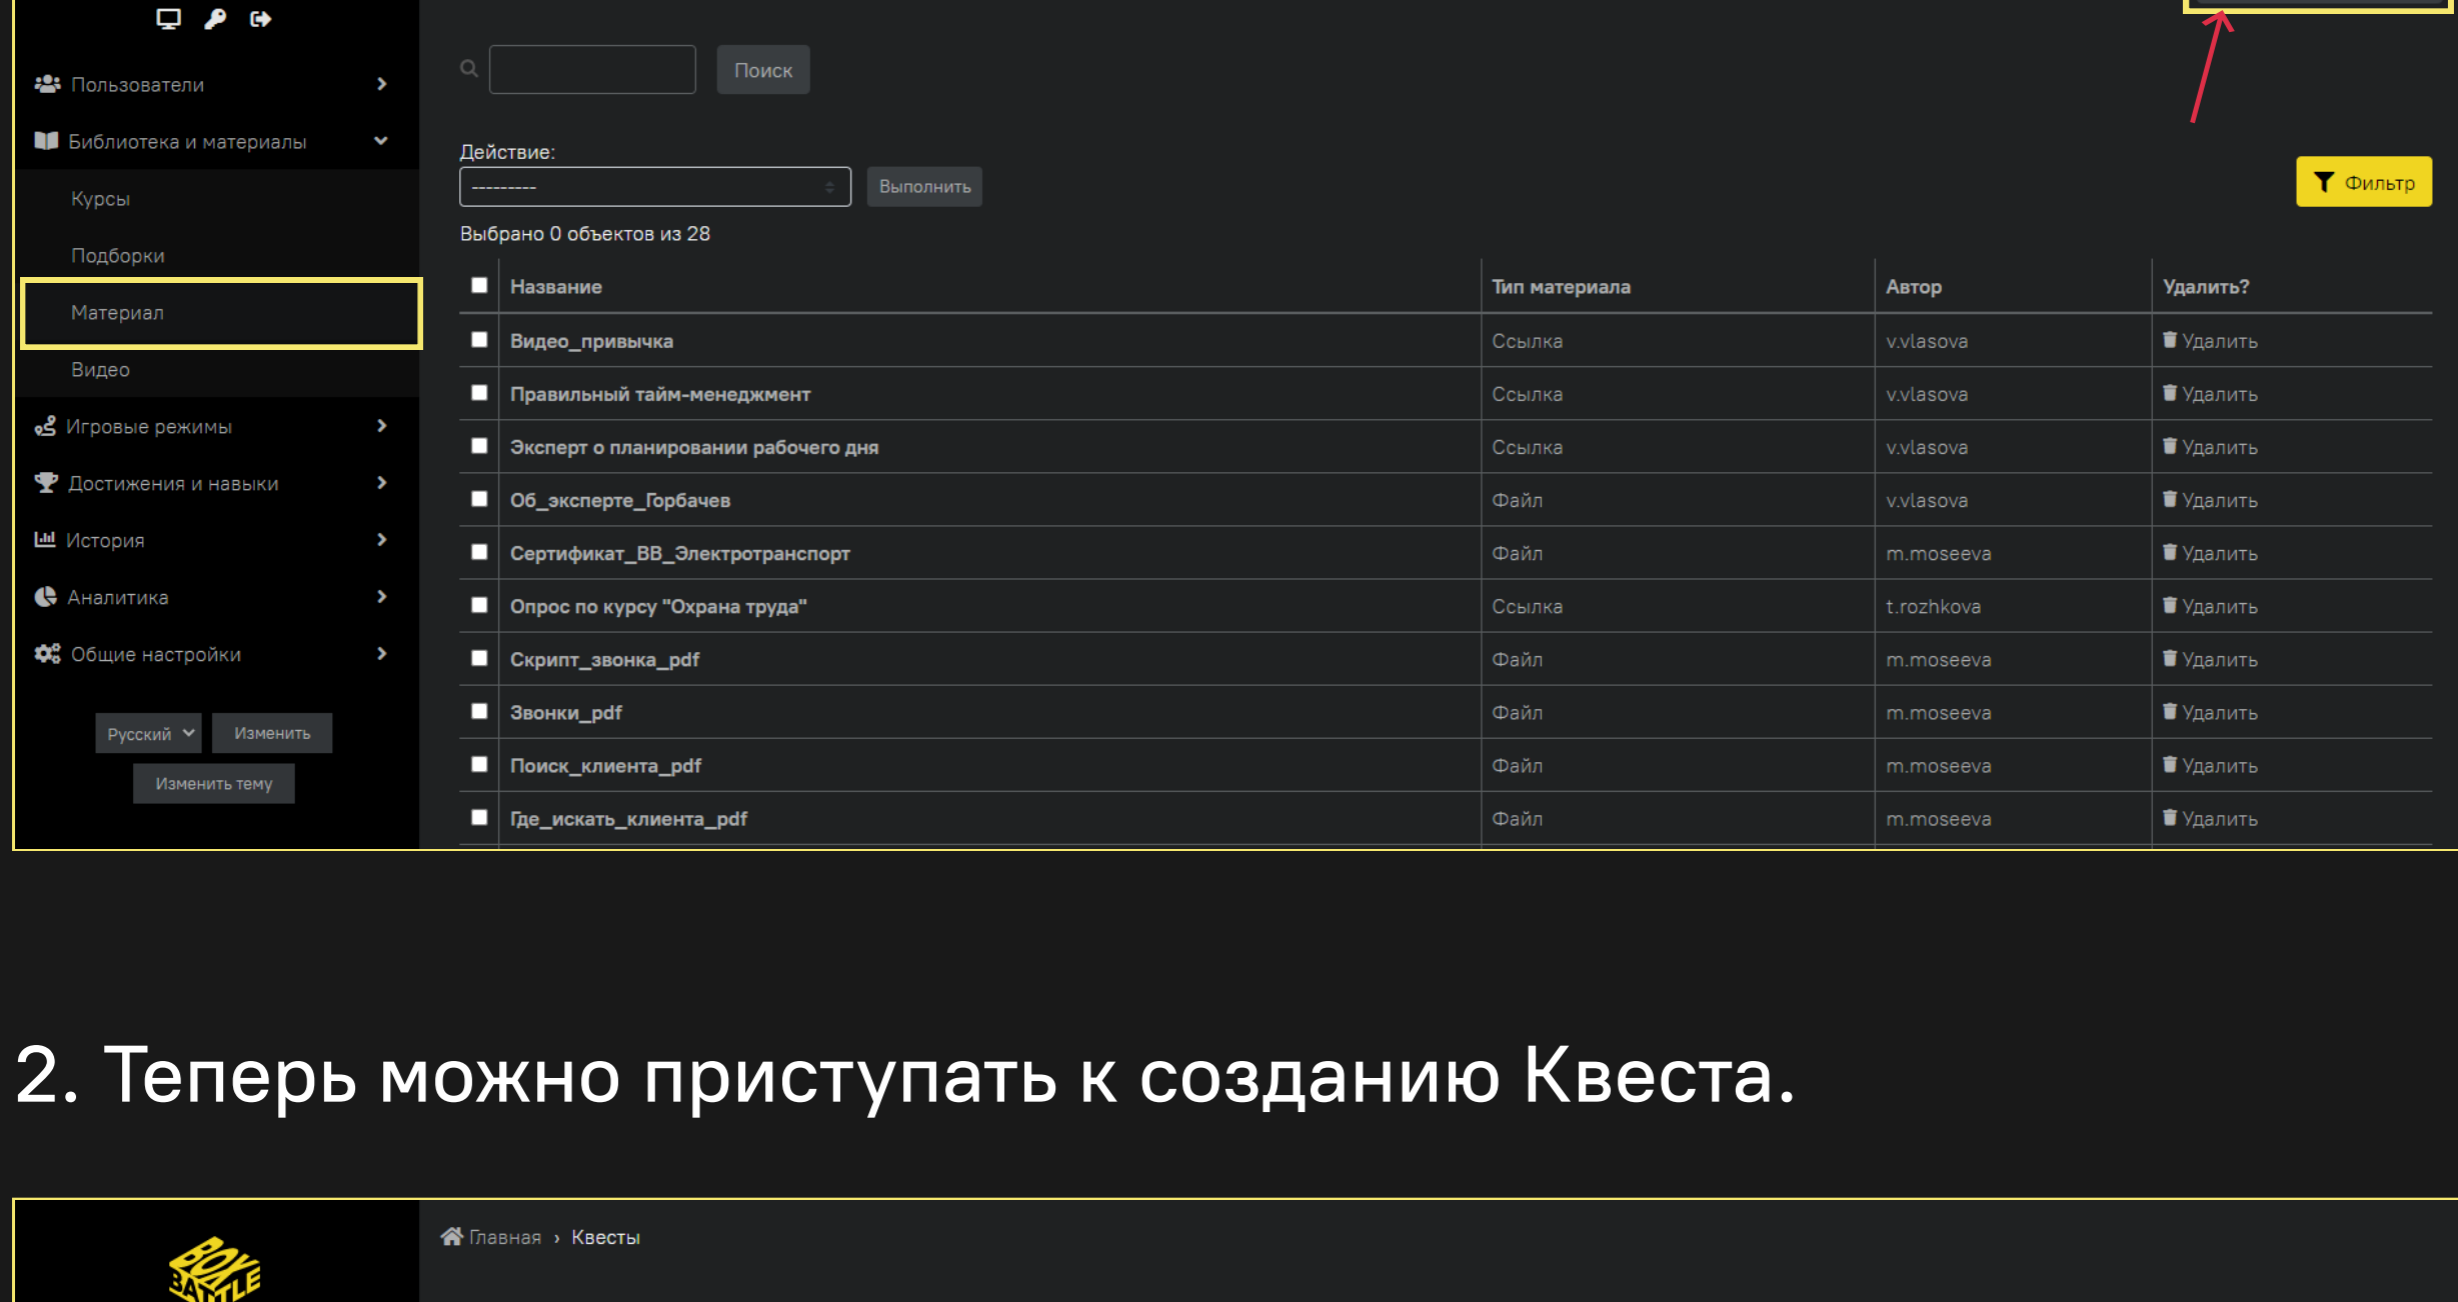 Пользователи
Библиотека и материалы
Курсы
Подборки
Материал
Видео
Игровые режимы
Достижения и навыки
История
Аналитика
Общие настройки
Русский Изменить
Изменить тему
Поиск
Действие:
--------- Выполнить
Фильтр
Выбрано 0 объектов из 28
Название Тип материала Автор Удалить?
Видео_привычка Ссылка v.vlasova Удалить
Правильный тайм-менеджмент Ссылка v.vlasova Удалить
Эксперт о планировании рабочего дня Ссылка v.vlasova Удалить
Об_эксперте_Горбачев Файл v.vlasova Удалить
Сертификат_ВВ_Электротранспорт Файл m.moseeva Удалить
Опрос по курсу "Охрана труда" Ссылка t.rozhkova Удалить
Скрипт_звонка_pdf Файл m.moseeva Удалить
Звонки_pdf Файл m.moseeva Удалить
Поиск_клиента_pdf Файл m.moseeva Удалить
Где_искать_клиента_pdf Файл m.moseeva Удалить
2. Теперь можно приступать к созданию Квеста.
BOX
BATTLE
Главная › Квесты